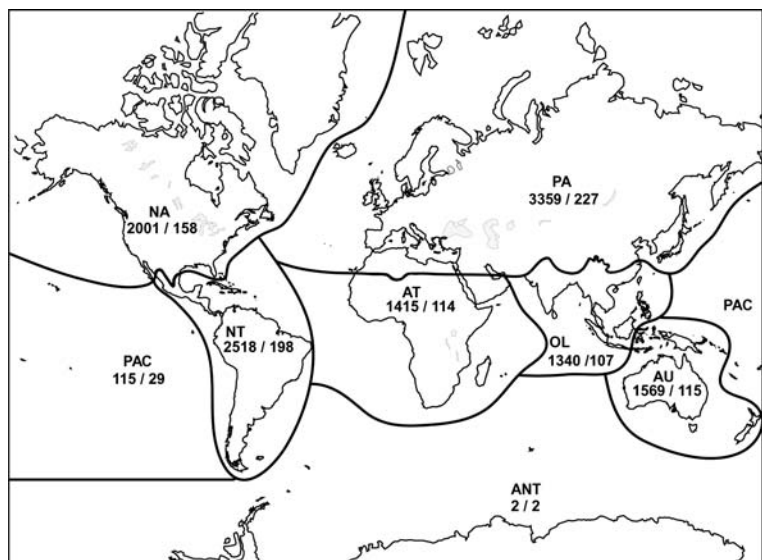 PA
3359 / 227
NA
2001 / 158
AT
1415 / 114
PAC
NT
2518 / 198
OL
1340 /107
PAC
115 / 29
AU
1569 / 115
ANT
2 / 2